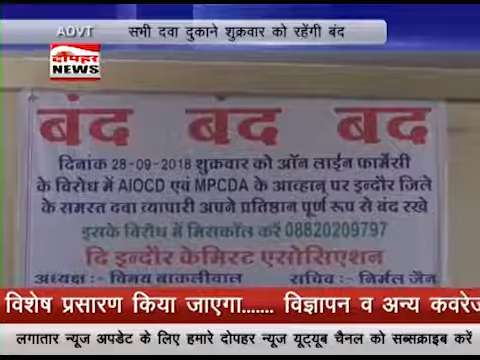 ADVT
सभी दवा दुकाने शुक्रवार को रहेंगी बंद
दोपहर
NEWS
बंद बंद बंद
दिनांक 28-09-2018 शुक्रवार को ऑन लाईन फार्मेसी
के विरोध में AIOCD एवं MPCDA के आव्हान् पर इन्दौर जिले
के समस्त दवा व्यापारी अपने प्रतिष्ठान पूर्ण रूप से बंद रखे
इसके विरोध में मिसकॉल करें 08820209797
दि इन्दौर केमिस्ट एसोसिएशन
अध्यक्ष :- विनय बाकलीवाल सचिव :- निर्मल जैन
विशेष प्रसारण किया जाएगा....... विज्ञापन व अन्य कवरेज
लगातार न्यूज अपडेट के लिए हमारे दोपहर न्यूज यूट्यूब चैनल को सब्सक्राइब करें